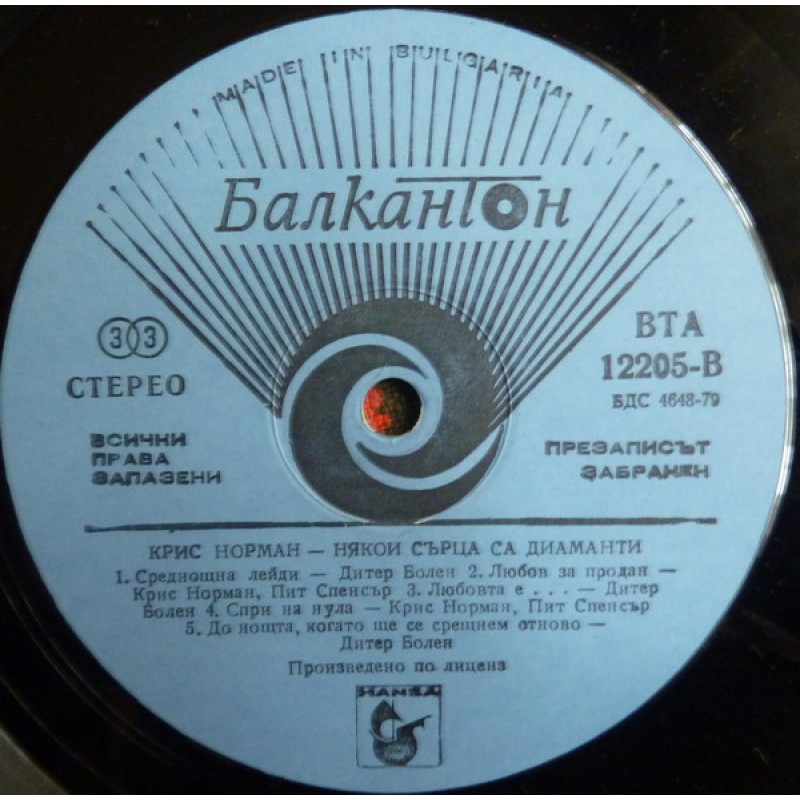 MADE IN BULGARIA
Балкантон
33
СТЕРЕО
ВТА
12205-В
БДС 4648-79
ВСИЧКИ
ПРАВА
ЗАПАЗЕНИ
ПРЕЗАПИСЪТ
ЗАБРАНЕН
КРИС НОРМАН — НЯКОИ СЪРЦА СА ДИАМАНТИ
1. Среднощна лейди — Дитер Болен 2. Любов за продан —
Крис Норман, Пит Спенсър 3. Любовта е . . . — Дитер
Болен 4. Спри на нула — Крис Норман, Пит Спенсър
5. До нощта, когато ще се срещнем отново —
Дитер Болен
Произведено по лиценз
HANSA